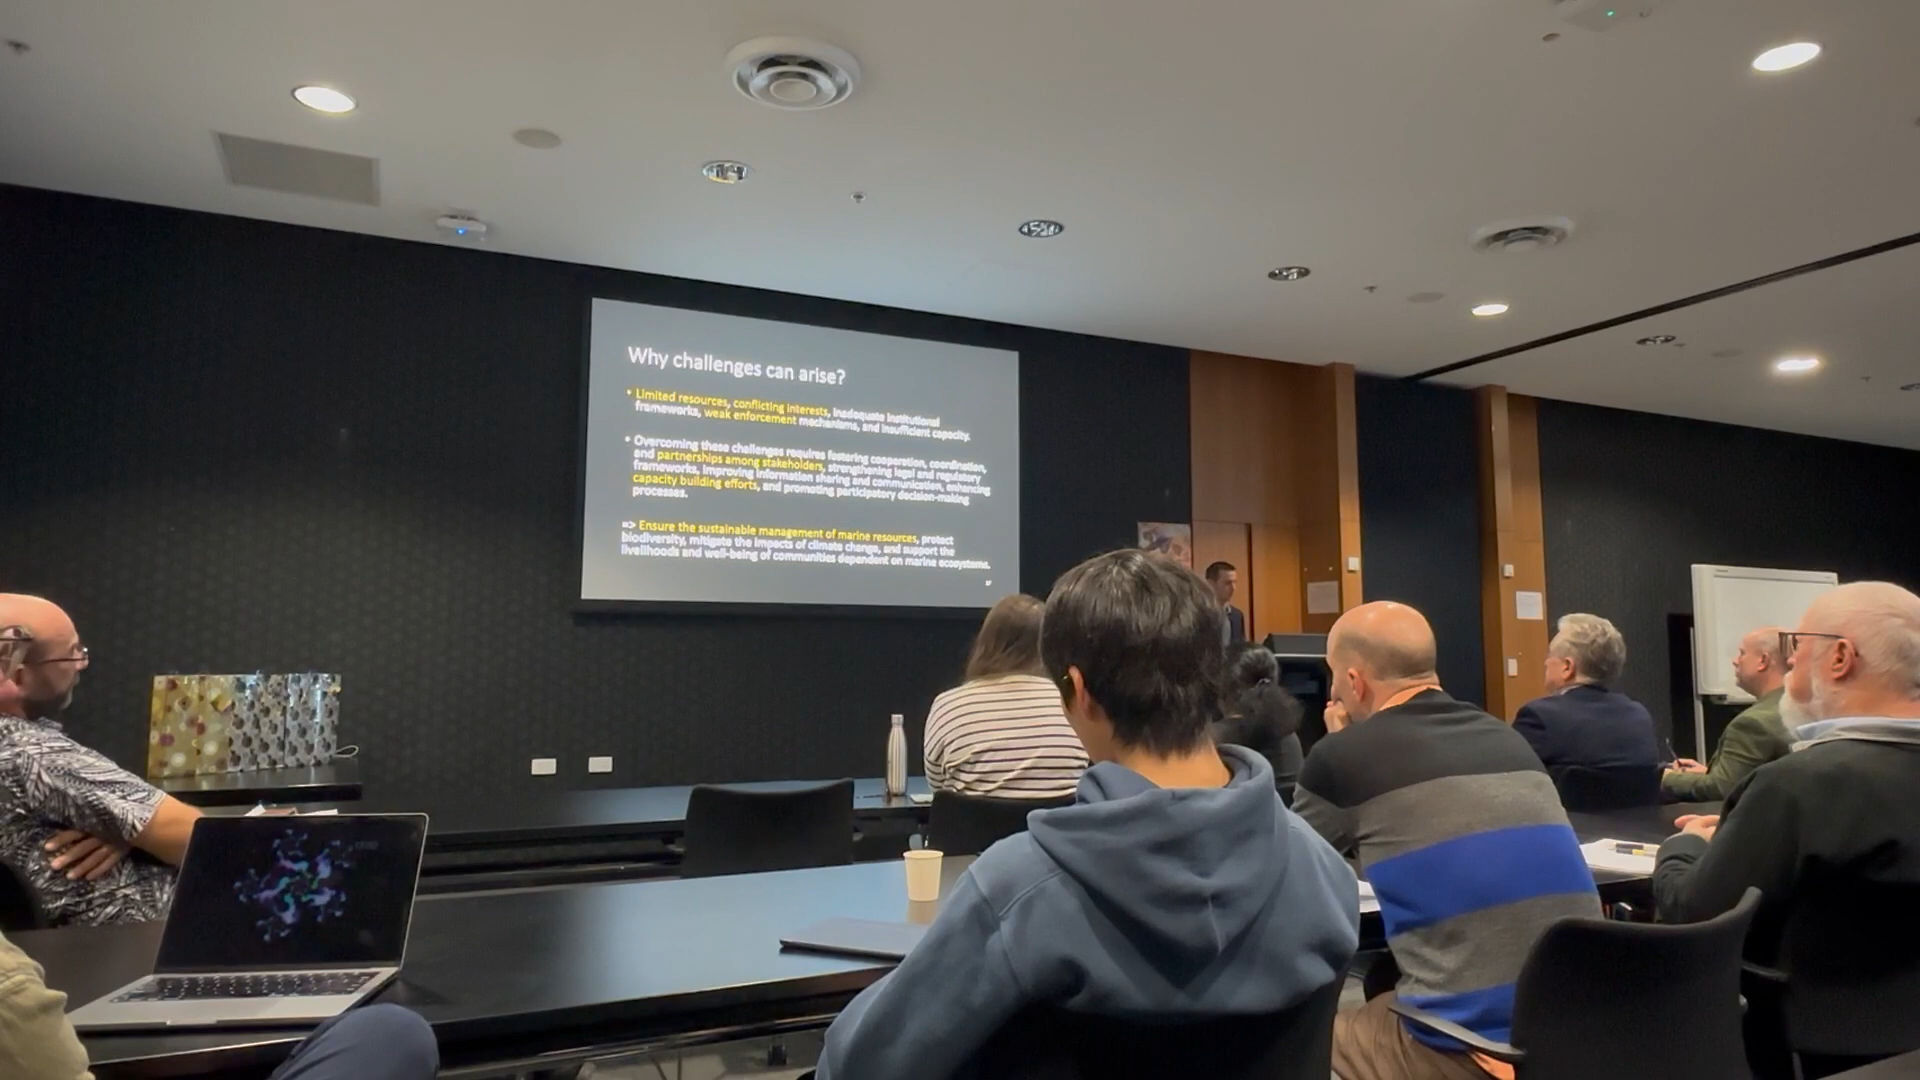 Why challenges can arise?
• Limited resources, conflicting interests, inadequate institutional
frameworks, weak enforcement mechanisms, and insufficient capacity.
• Overcoming these challenges requires fostering cooperation, coordination,
and partnerships among stakeholders, strengthening legal and regulatory
frameworks, improving information sharing and communication, enhancing
capacity building efforts, and promoting participatory decision-making
processes.
=> Ensure the sustainable management of marine resources, protect
biodiversity, mitigate the impacts of climate change, and support the
livelihoods and well-being of communities dependent on marine ecosystems.